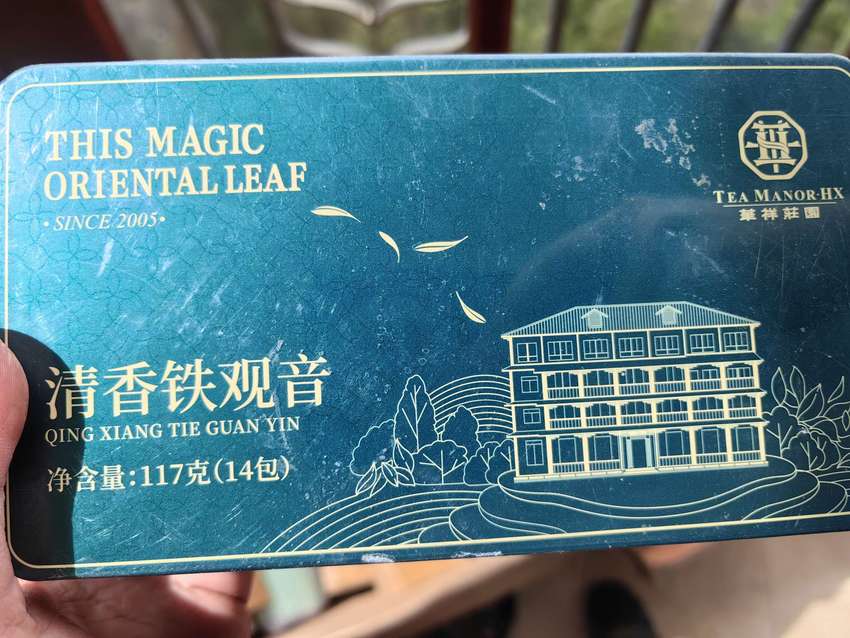 THIS MAGIC
ORIENTAL LEAF
• SINCE 2005 •
TEA MANOR·HX
華祥莊園
清香铁观音
QING XIANG TIE GUAN YIN
净含量:117克(14包)